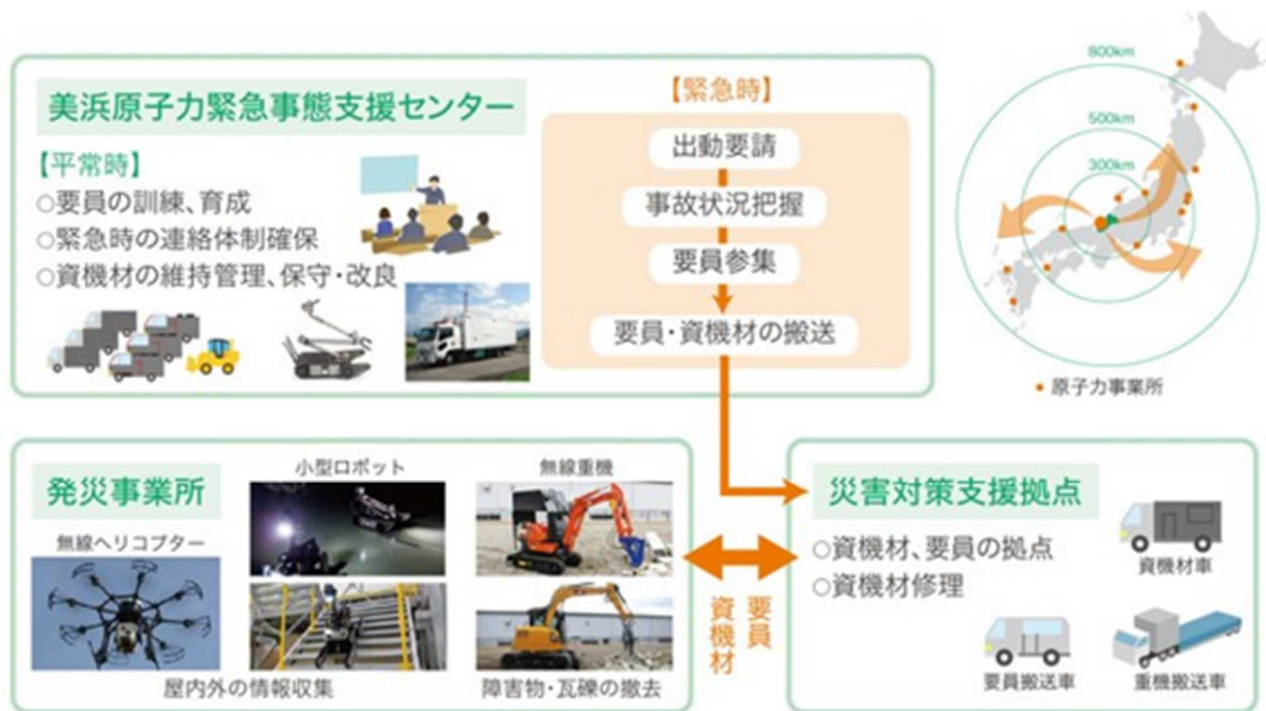 美浜原子力緊急事態支援センター
【平常時】
○要員の訓練、育成
○緊急時の連絡体制確保
○資機材の維持管理、保守・改良
【緊急時】
出動要請
事故状況把握
要員参集
要員・資機材の搬送
800km
500km
300km
原子力事業所
発災事業所
無線ヘリコプター
小型ロボット
無線重機
屋内外の情報収集
障害物・瓦礫の撤去
要員
資機材
災害対策支援拠点
○資機材、要員の拠点
○資機材修理
資機材車
要員搬送車
重機搬送車